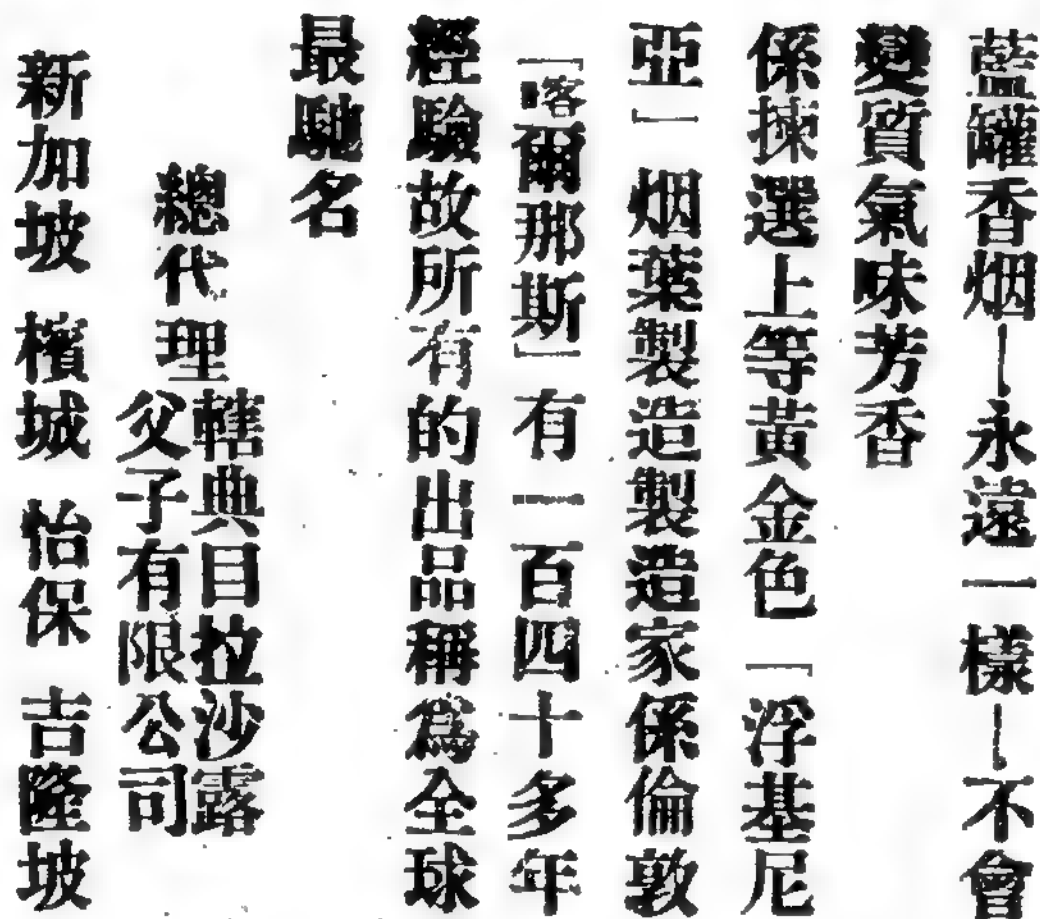 藍罐香烟—永遠一樣—不會
變質氣味芳香
係揀選上等黃金色「浮基尼
亞」烟葉製造製造家係倫敦
「喀爾那斯」有一百四十多年
經驗故所有的出品稱爲全球
最馳名
總代理
轄典目拉沙露
父子有限公司
新加坡 檳城 怡保 吉隆坡